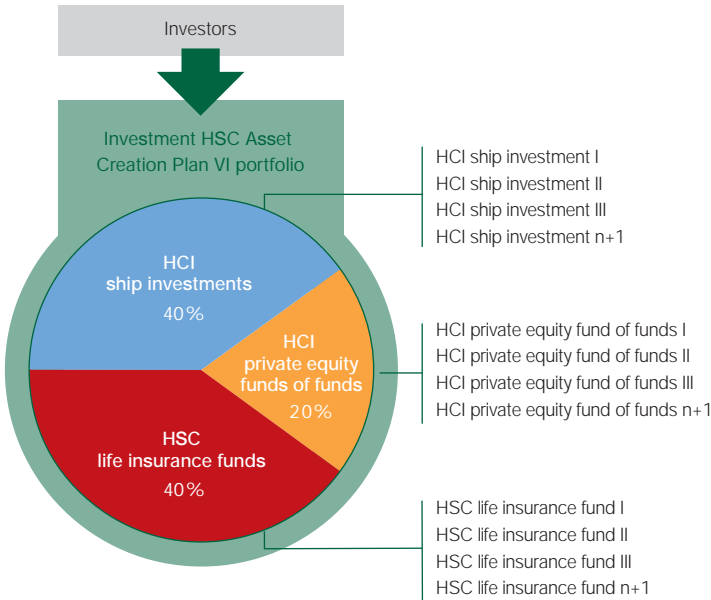 Investors
Investment HSC Asset
Creation Plan VI portfolio
HCI
ship investments
40%
HCI
private equity
funds of funds
20%
HSC
life insurance funds
40%
HCI ship investment I
HCI ship investment II
HCI ship investment III
HCI ship investment n+1
HCI private equity fund of funds I
HCI private equity fund of funds II
HCI private equity fund of funds III
HCI private equity fund of funds n+1
HSC life insurance fund I
HSC life insurance fund II
HSC life insurance fund III
HSC life insurance fund n+1